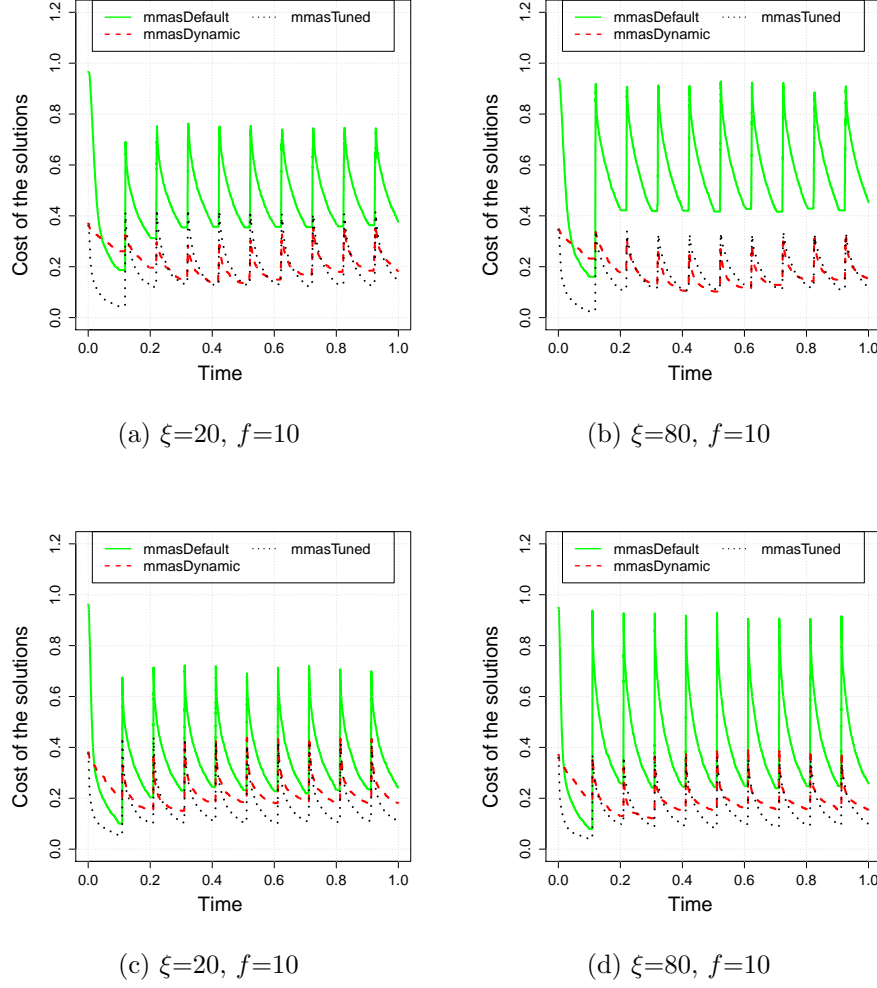 mmasDefault
mmasDynamic
mmasTuned
Cost of the solutions
1.2
1.0
0.8
0.6
0.4
0.2
0.0
0.0 0.2 0.4 0.6 0.8 1.0
Time
(a) ξ=20, f=10
mmasDefault
mmasDynamic
mmasTuned
Cost of the solutions
1.2
1.0
0.8
0.6
0.4
0.2
0.0
0.0 0.2 0.4 0.6 0.8 1.0
Time
(b) ξ=80, f=10
mmasDefault
mmasDynamic
mmasTuned
Cost of the solutions
1.2
1.0
0.8
0.6
0.4
0.2
0.0
0.0 0.2 0.4 0.6 0.8 1.0
Time
(c) ξ=20, f=10
mmasDefault
mmasDynamic
mmasTuned
Cost of the solutions
1.2
1.0
0.8
0.6
0.4
0.2
0.0
0.0 0.2 0.4 0.6 0.8 1.0
Time
(d) ξ=80, f=10